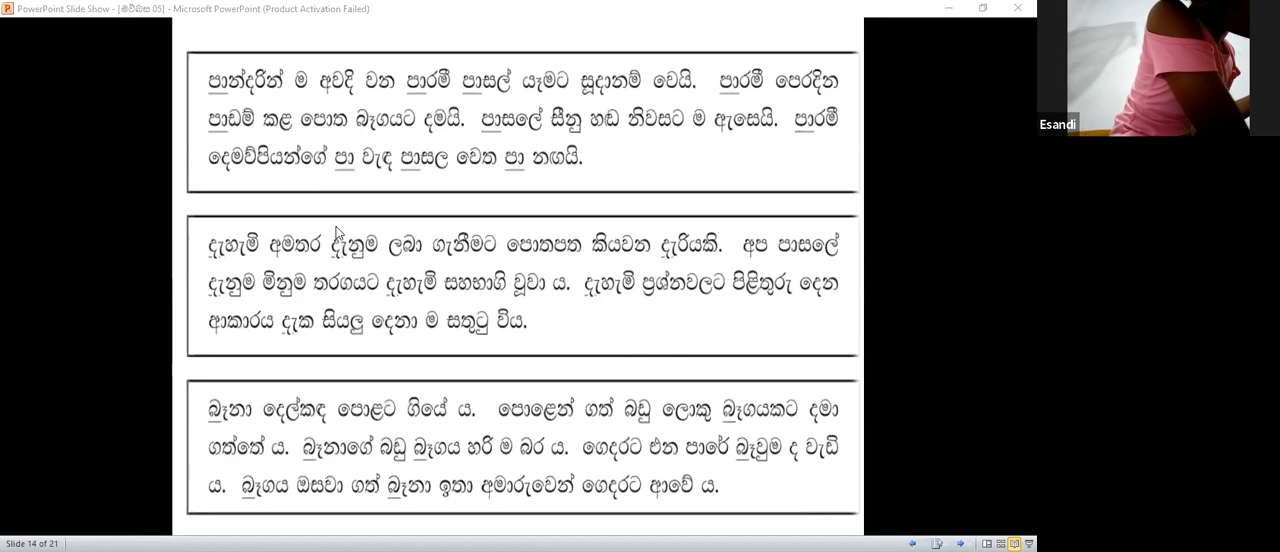 PowerPoint Slide Show - [මව්බස 05] - Microsoft PowerPoint (Product Activation Failed)
පාන්දරින් ම අවදි වන පාරමී පාසල් යෑමට සූදානම් වෙයි. පාරමී පෙරදින
පාඩම් කළ පොත බෑගයට දමයි. පාසලේ සීනු හඬ නිවසට ම ඇසෙයි. පාරමී
දෙමව්පියන්ගේ පා වැඳ පාසල වෙත පා නඟයි.
දැහැමි අමතර දැනුම ලබා ගැනීමට පොතපත කියවන දැරියකි. අප පාසලේ
දැනුම මිනුම තරගයට දැහැමි සහභාගි වූවා ය. දැහැමි ප්‍රශ්නවලට පිළිතුරු දෙන
ආකාරය දැක සියලු දෙනා ම සතුටු විය.
බෑනා දෙල්කඳ පොළට ගියේ ය. පොළෙන් ගත් බඩු ලොකු බෑගයකට දමා
ගත්තේ ය. බෑනාගේ බඩු බෑගය හරි ම බර ය. ගෙදරට එන පාරේ බෑවුම ද වැඩි
ය. බෑගය ඔසවා ගත් බෑනා ඉතා අමාරුවෙන් ගෙදරට ආවේ ය.
Esandi
Slide 14 of 21